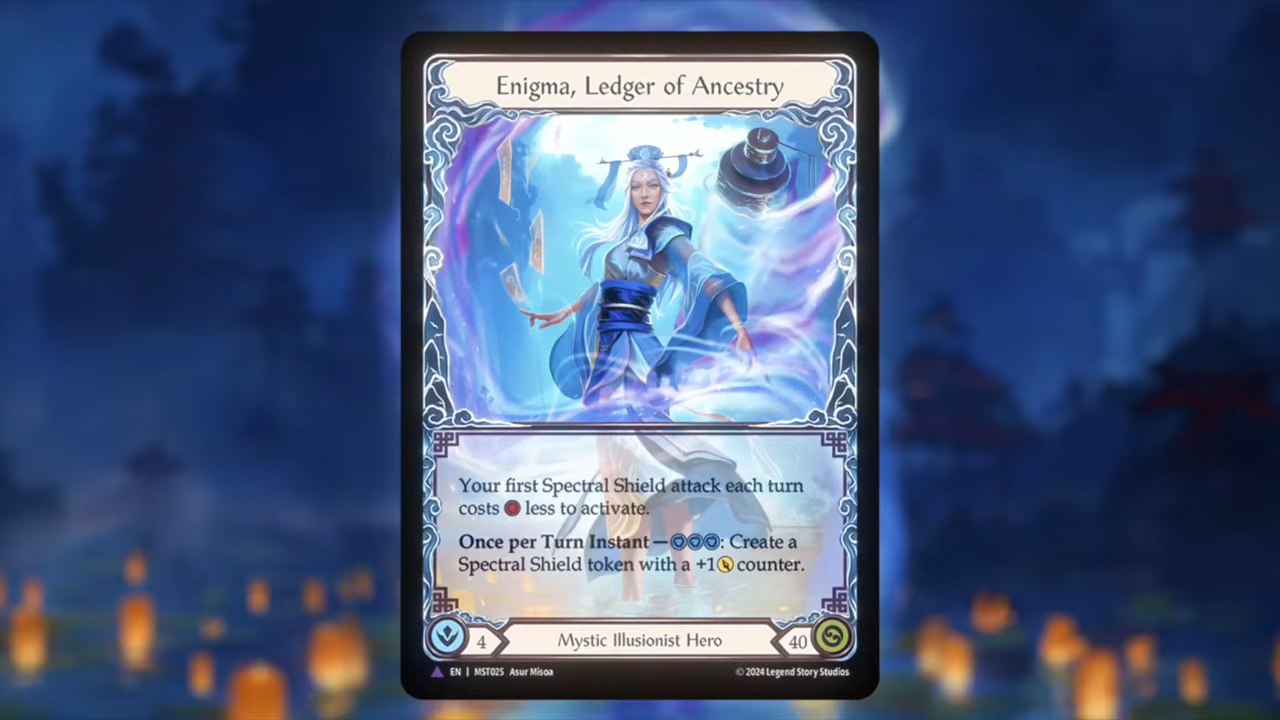 Enigma, Ledger of Ancestry
Your first Spectral Shield attack each turn
costs less to activate.
Once per Turn Instant — : Create a
Spectral Shield token with a +1 counter.
4 Mystic Illusionist Hero 40
EN | MST025 Asur Misoa © 2024 Legend Story Studios